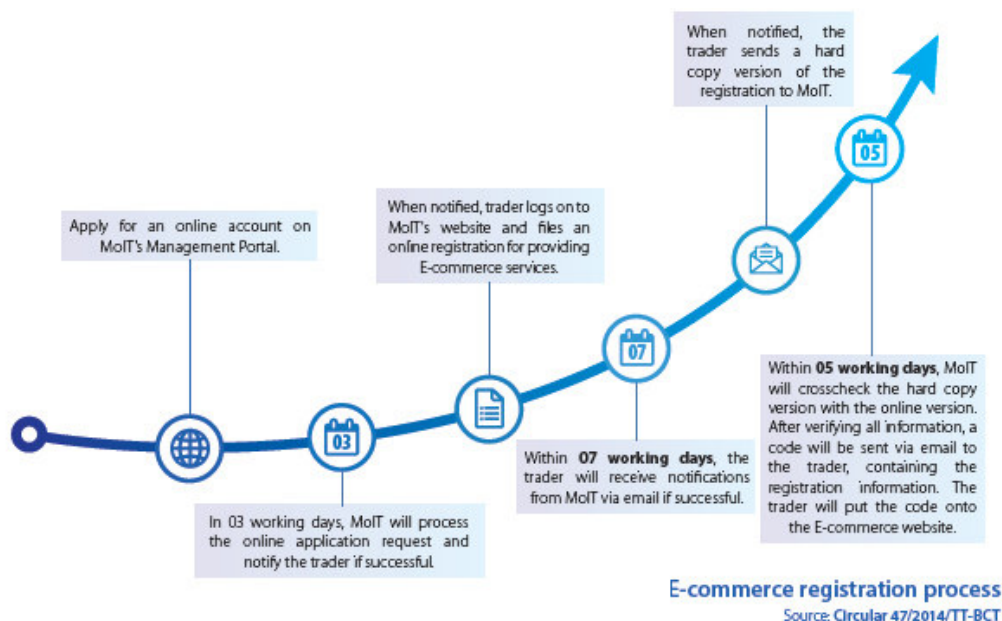 Apply for an online account on
MoIT's Management Portal.
03
In 03 working days, MoIT will process
the online application request and
notify the trader if successful.
When notified, trader logs on to
MoIT's website and files an
online registration for providing
E-commerce services.
07
Within 07 working days, the
trader will receive notifications
from MoIT via email if successful.
When notified, the
trader sends a hard
copy version of the
registration to MoIT.
05
Within 05 working days, MoIT
will crosscheck the hard copy
version with the online version.
After verifying all information, a
code will be sent via email to
the trader, containing the
registration information. The
trader will put the code onto
the E-commerce website.
E-commerce registration process
Source: Circular 47/2014/TT-BCT